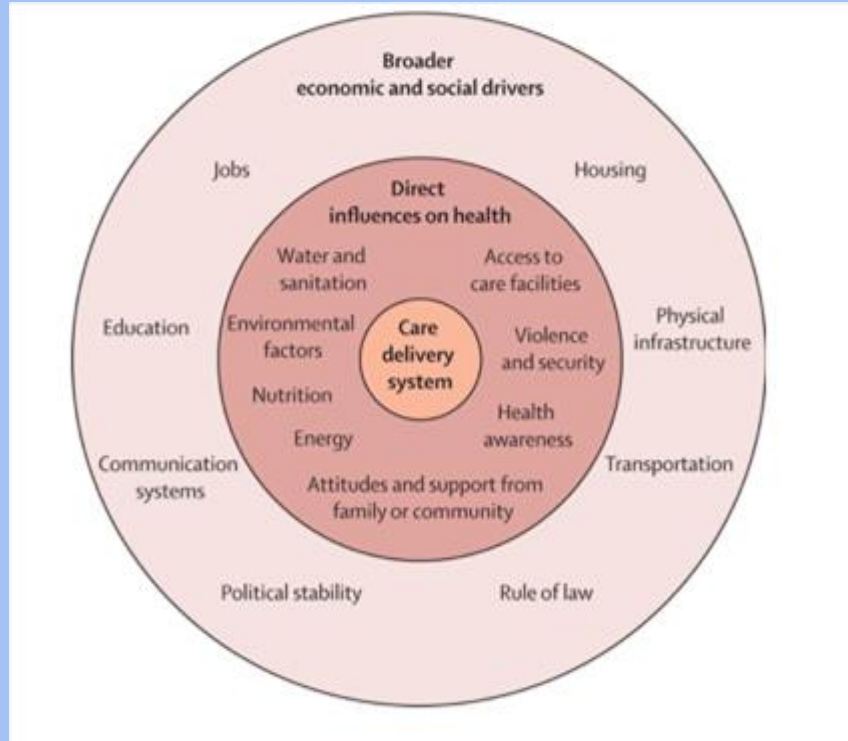 Broader
economic and social drivers
Jobs
Housing
Direct
influences on health
Water and
sanitation
Access to
care facilities
Education
Environmental
factors
Care
delivery
system
Violence
and security
Physical
infrastructure
Nutrition
Health
awareness
Energy
Communication
systems
Transportation
Attitudes and support from
family or community
Political stability
Rule of law